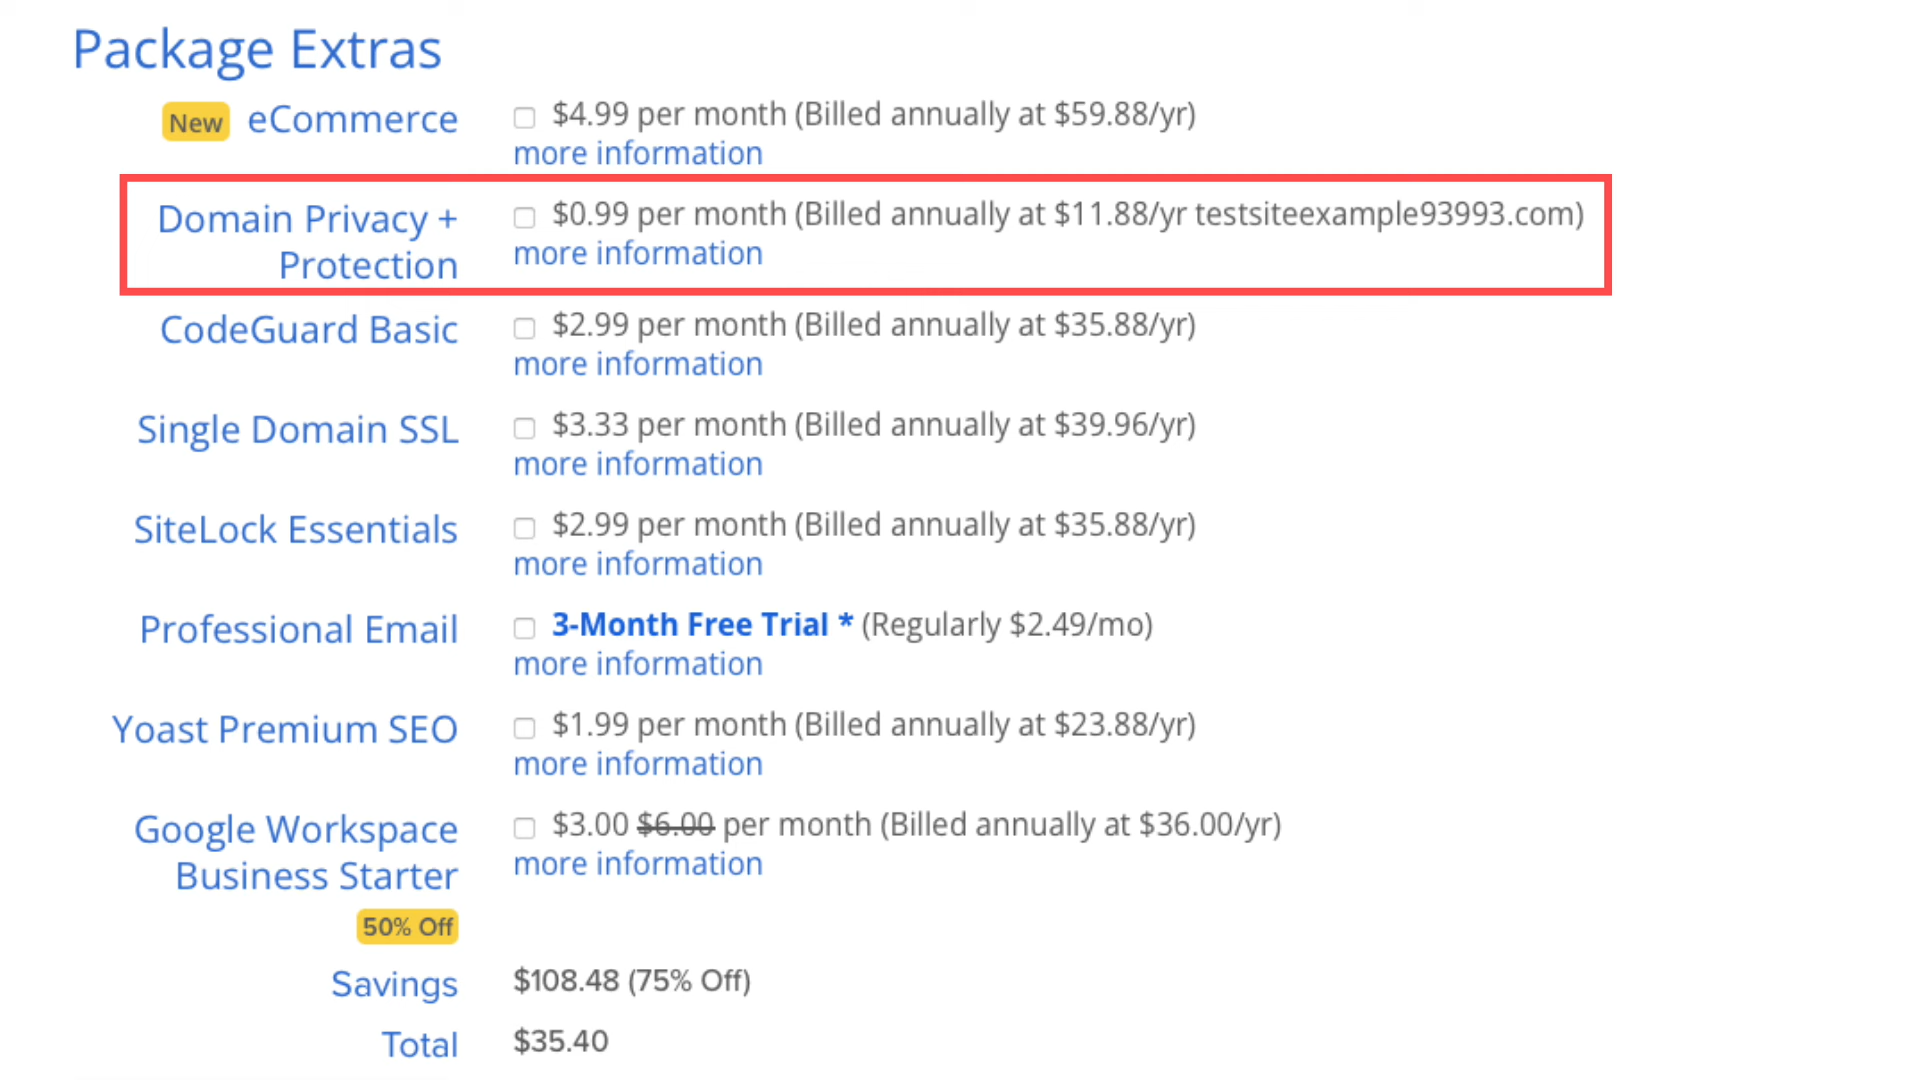 Package Extras
New eCommerce $4.99 per month (Billed annually at $59.88/yr)
more information
Domain Privacy + $0.99 per month (Billed annually at $11.88/yr testsiteexample93993.com)
Protection more information
CodeGuard Basic $2.99 per month (Billed annually at $35.88/yr)
more information
Single Domain SSL $3.33 per month (Billed annually at $39.96/yr)
more information
SiteLock Essentials $2.99 per month (Billed annually at $35.88/yr)
more information
Professional Email 3-Month Free Trial * (Regularly $2.49/mo)
more information
Yoast Premium SEO $1.99 per month (Billed annually at $23.88/yr)
more information
Google Workspace $3.00 $6.00 per month (Billed annually at $36.00/yr)
Business Starter more information
50% Off
Savings $108.48 (75% Off)
Total $35.40